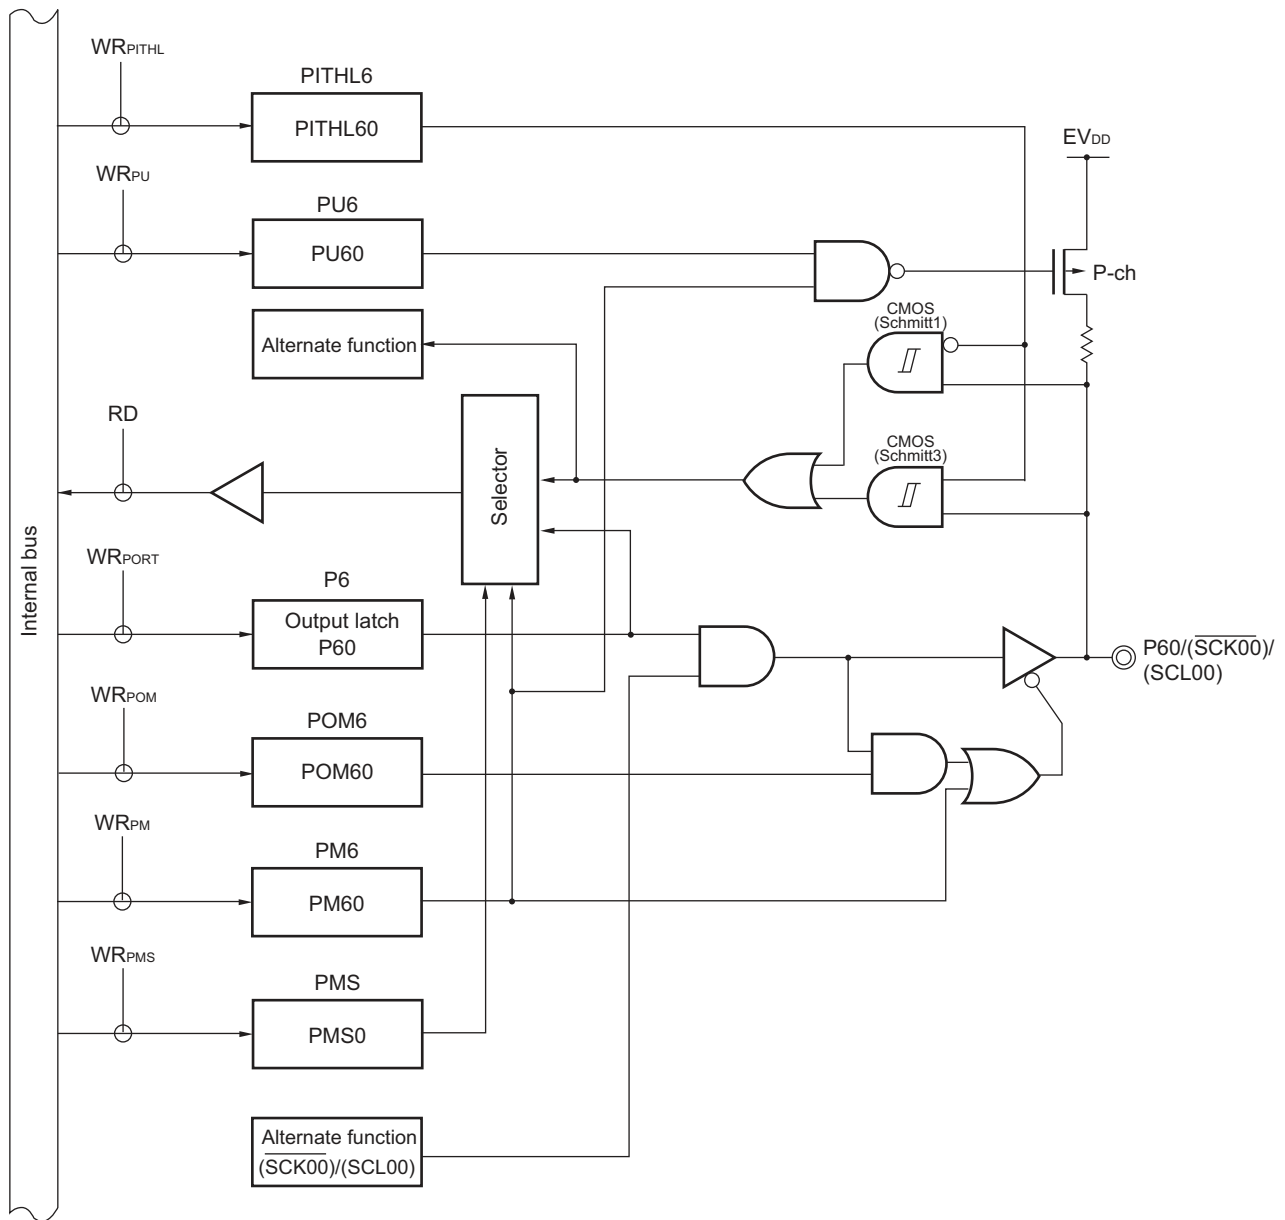 WRPITHL
PITHL6
PITHL60
EVDD
WRPU
PU6
PU60
P-ch
CMOS
(Schmitt1)
Alternate function
RD
Selector
CMOS
(Schmitt3)
Internal bus
WRPORT
P6
Output latch
P60
P60/(SCK00)/
(SCL00)
WRPOM
POM6
POM60
WRPM
PM6
PM60
WRPMS
PMS
PMS0
Alternate function
(SCK00)/(SCL00)